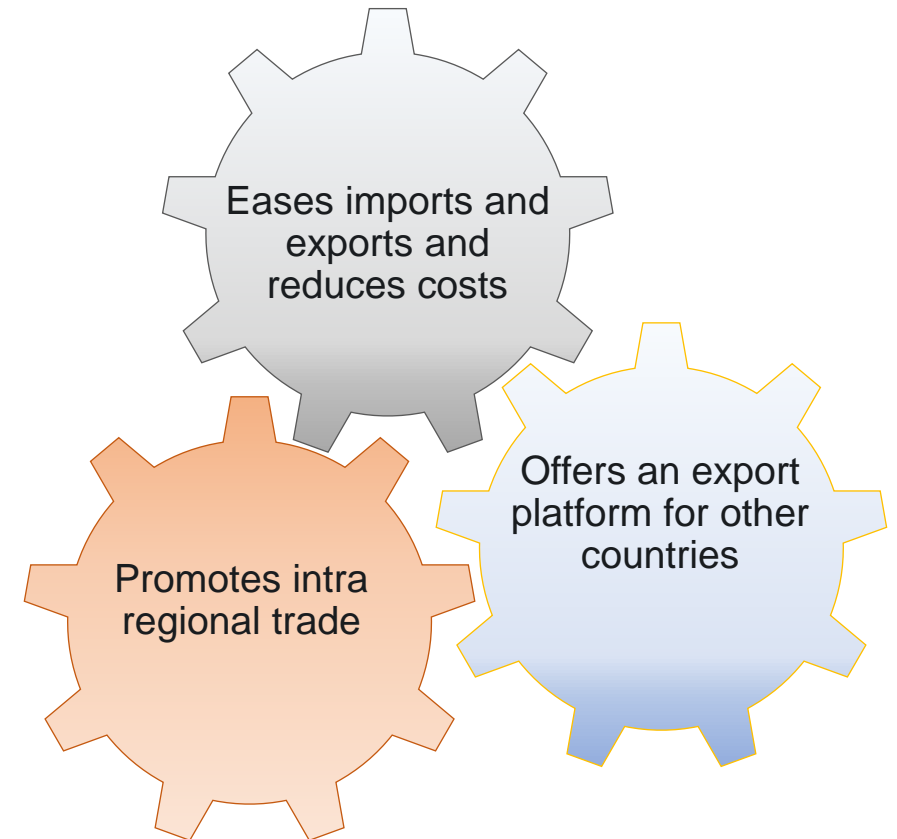 Eases imports and
exports and
reduces costs
Offers an export
platform for other
countries
Promotes intra
regional trade